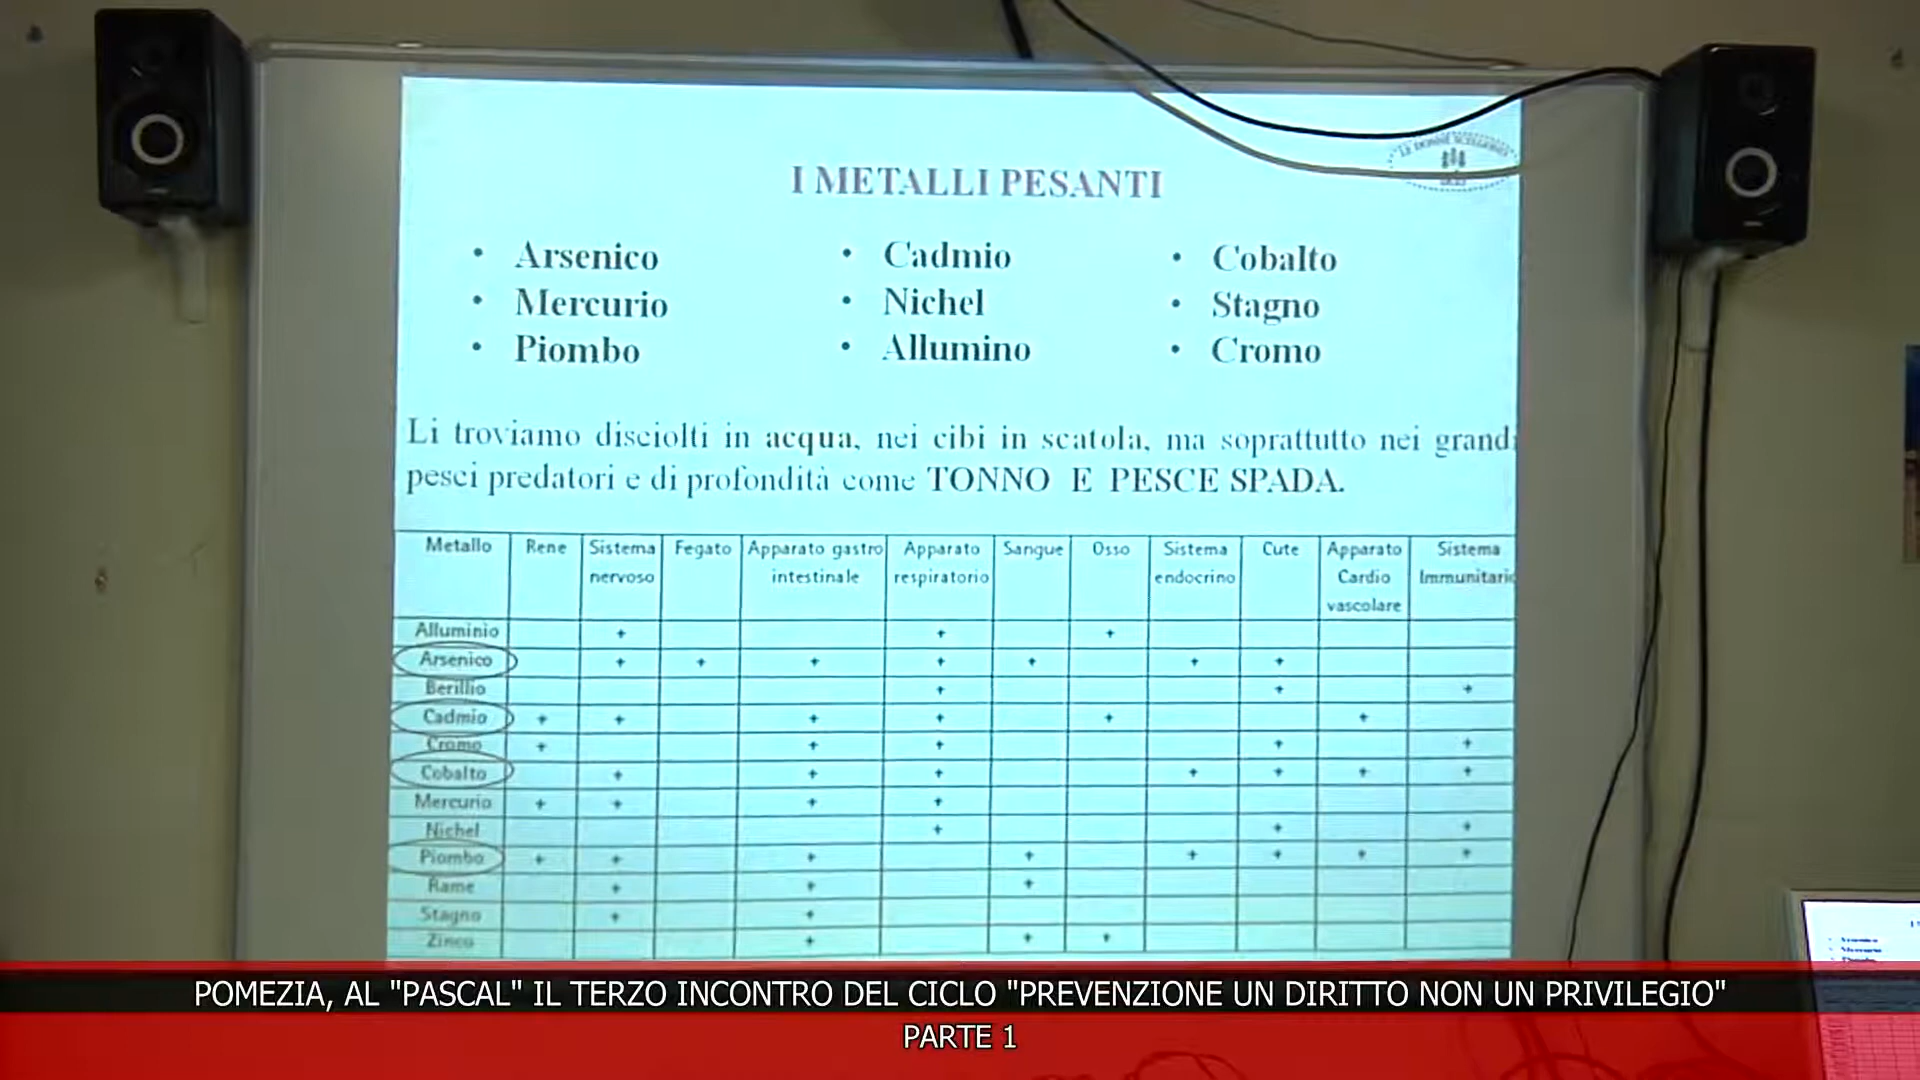 LE DONNE SCELGONO
I METALLI PESANTI
• Arsenico • Cadmio • Cobalto
• Mercurio • Nichel • Stagno
• Piombo • Allumino • Cromo
Li troviamo disciolti in acqua, nei cibi in scatola, ma soprattutto nei grandi
pesci predatori e di profondità come TONNO E PESCE SPADA.
Metallo Rene Sistema nervoso Fegato Apparato gastro intestinale Apparato respiratorio Sangue Osso Sistema endocrino Cute Apparato Cardio vascolare Sistema Immunitario
Alluminio + + +
Arsenico + + + + + + +
Berillio + + +
Cadmio + + + + + +
Cromo + + + + +
Cobalto + + + + + + +
Mercurio + + + +
Nichel + + +
Piombo + + + + + + + +
Rame + + +
Stagno + +
Zinco + + +
POMEZIA, AL "PASCAL" IL TERZO INCONTRO DEL CICLO "PREVENZIONE UN DIRITTO NON UN PRIVILEGIO"
PARTE 1